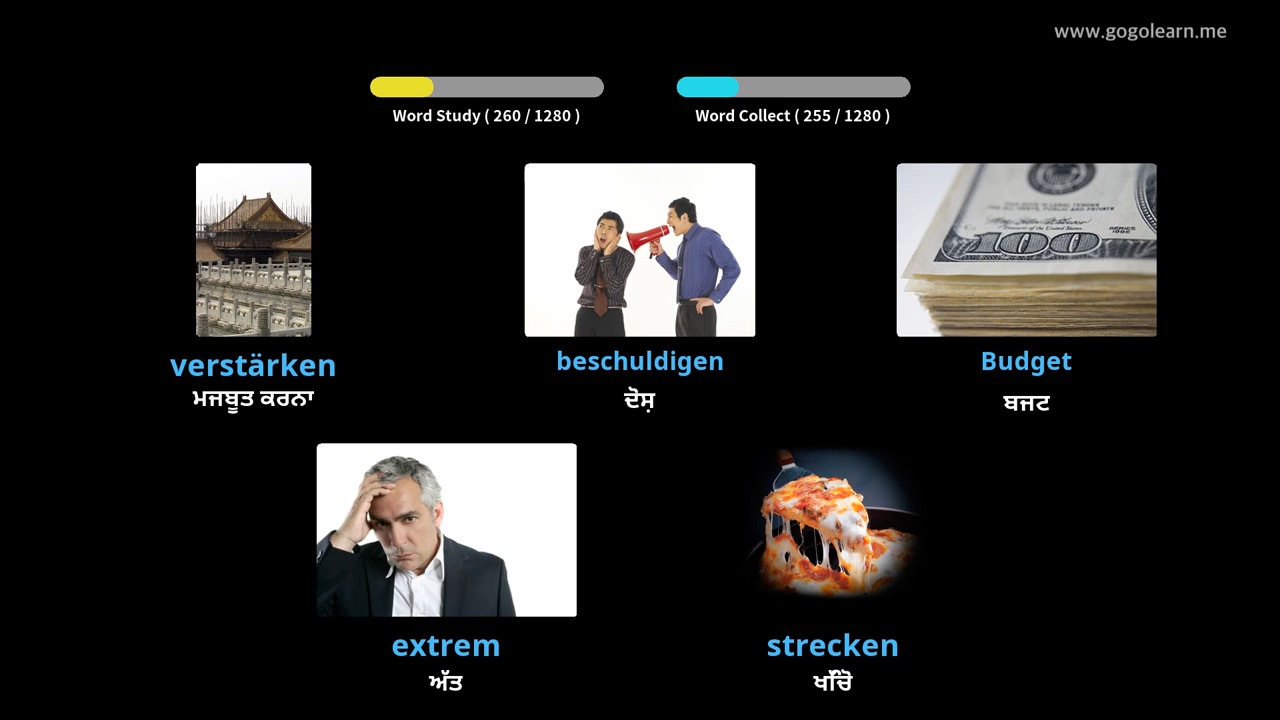 www.gogolearn.me
Word Study ( 260 / 1280 )
Word Collect ( 255 / 1280 )
verstärken
ਮਜਬੂਤ ਕਰਨਾ
beschuldigen
ਦੋਸ਼
Budget
ਬਜਟ
100
extrem
ਅੱਤ
strecken